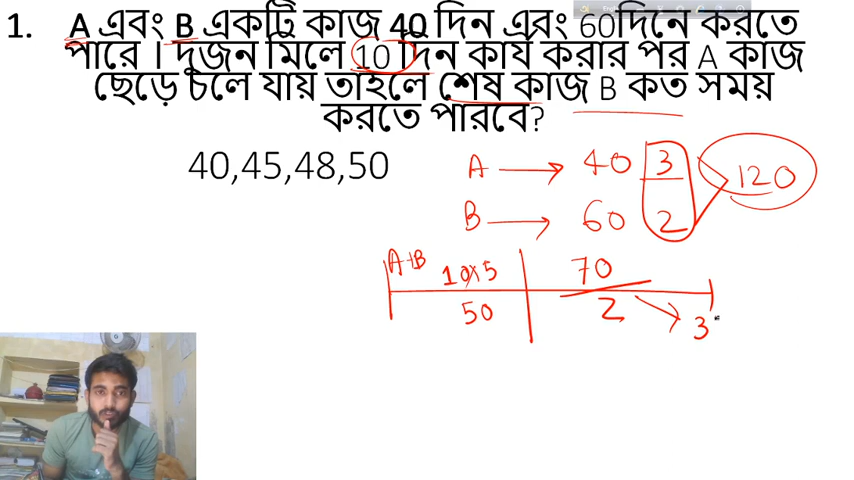 1. A এবং B একটি কাজ 40 দিন এবং 60দিনে করতে
পারে । দুজন মিলে 10 দিন কার্য করার পর A কাজ
ছেড়ে চলে যায় তাহলে শেষ কাজ B কত সময়
করতে পারবে?
40,45,48,50
A → 40 3
120
B → 60 2
A+B 10x5 70
50 2 → 3